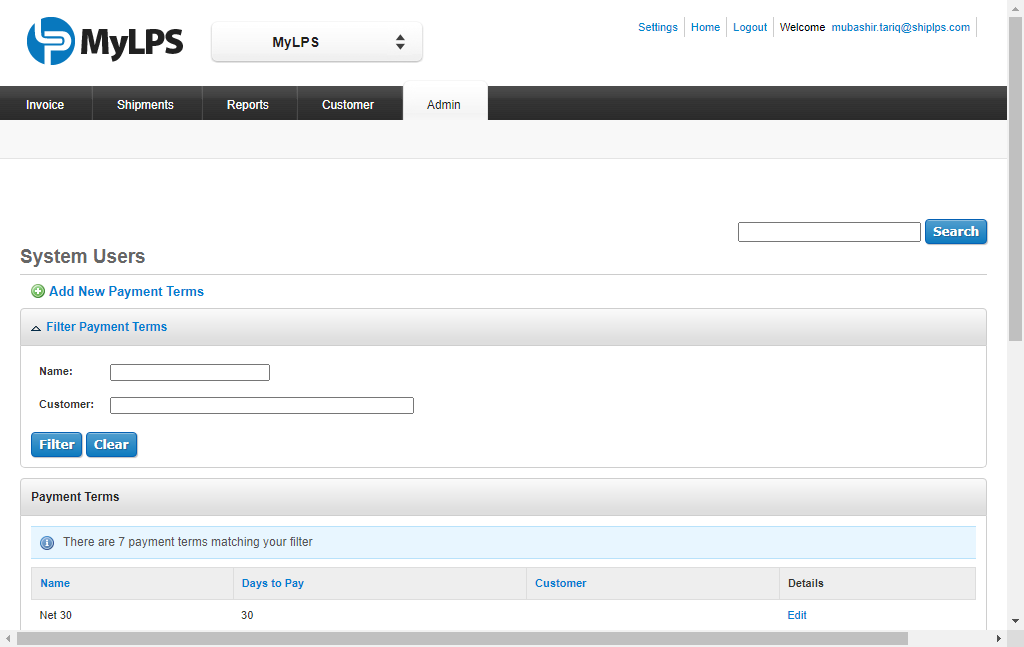 MyLPS
MyLPS
Settings Home Logout Welcome mubashir.tariq@shiplps.com
Invoice Shipments Reports Customer Admin
Search
System Users
Add New Payment Terms
Filter Payment Terms
Name:
Customer:
Filter Clear
Payment Terms
There are 7 payment terms matching your filter
Name Days to Pay Customer Details
Net 30 30 Edit